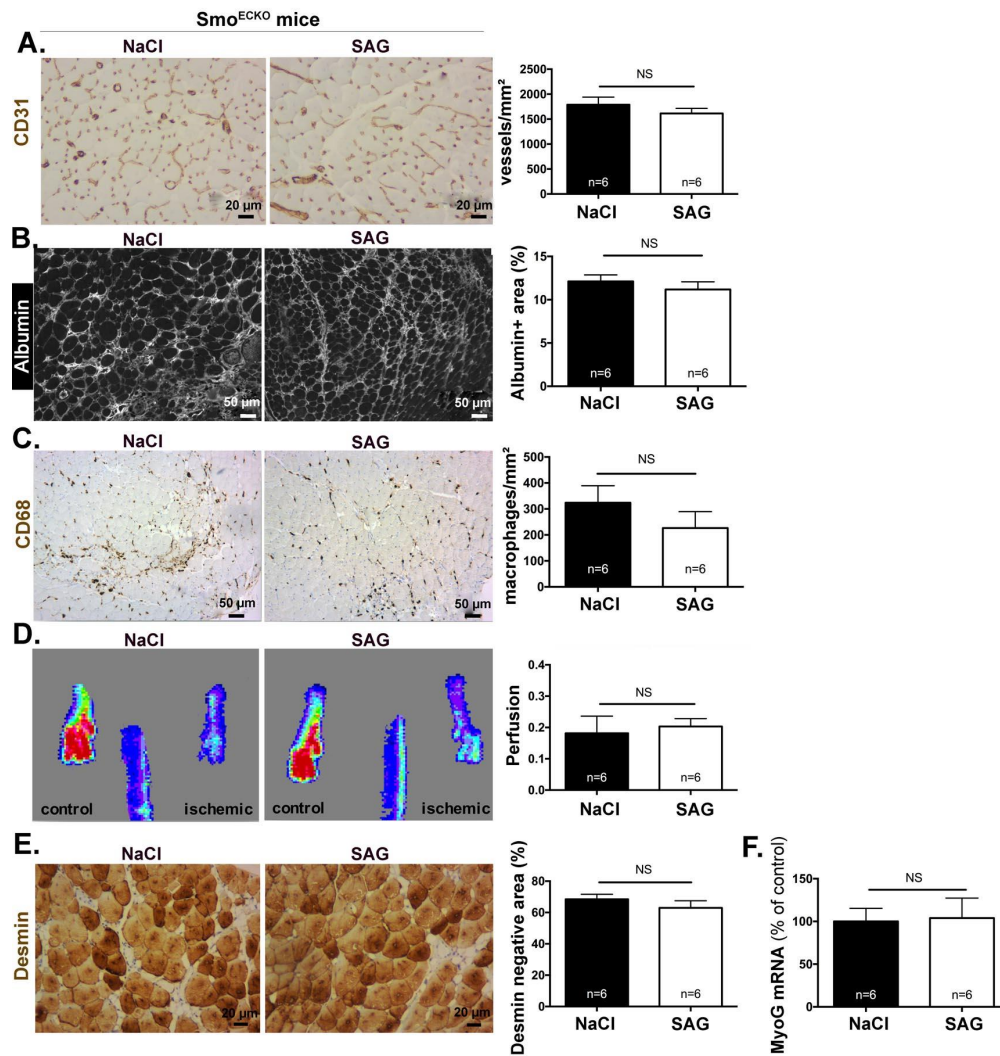 Smo^ECKO mice
A.
NaCl
SAG
CD31
20 µm
20 µm
vessels/mm²
2500
2000
1500
1000
500
0
NS
n=6
n=6
NaCl
SAG
B.
NaCl
SAG
Albumin
50 µm
50 µm
Albumin+ area (%)
15
10
5
0
NS
n=6
n=6
NaCl
SAG
C.
NaCl
SAG
CD68
50 µm
50 µm
macrophages/mm²
500
400
300
200
100
0
NS
n=6
n=6
NaCl
SAG
D.
NaCl
SAG
control
ischemic
control
ischemic
Perfusion
0.4
0.3
0.2
0.1
0.0
NS
n=6
n=6
NaCl
SAG
E.
NaCl
SAG
Desmin
20 µm
20 µm
Desmin negative area (%)
80
60
40
20
0
NS
n=6
n=6
NaCl
SAG
F.
MyoG mRNA (% of control)
150
100
50
0
NS
n=6
n=6
NaCl
SAG